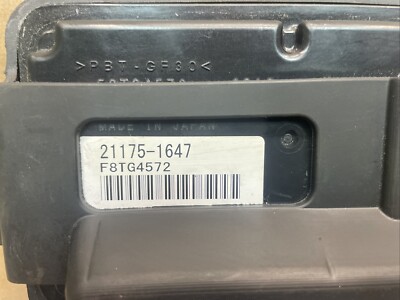 >PBT-GF30<
MADE IN JAPAN
21175-1647
F8TG4572